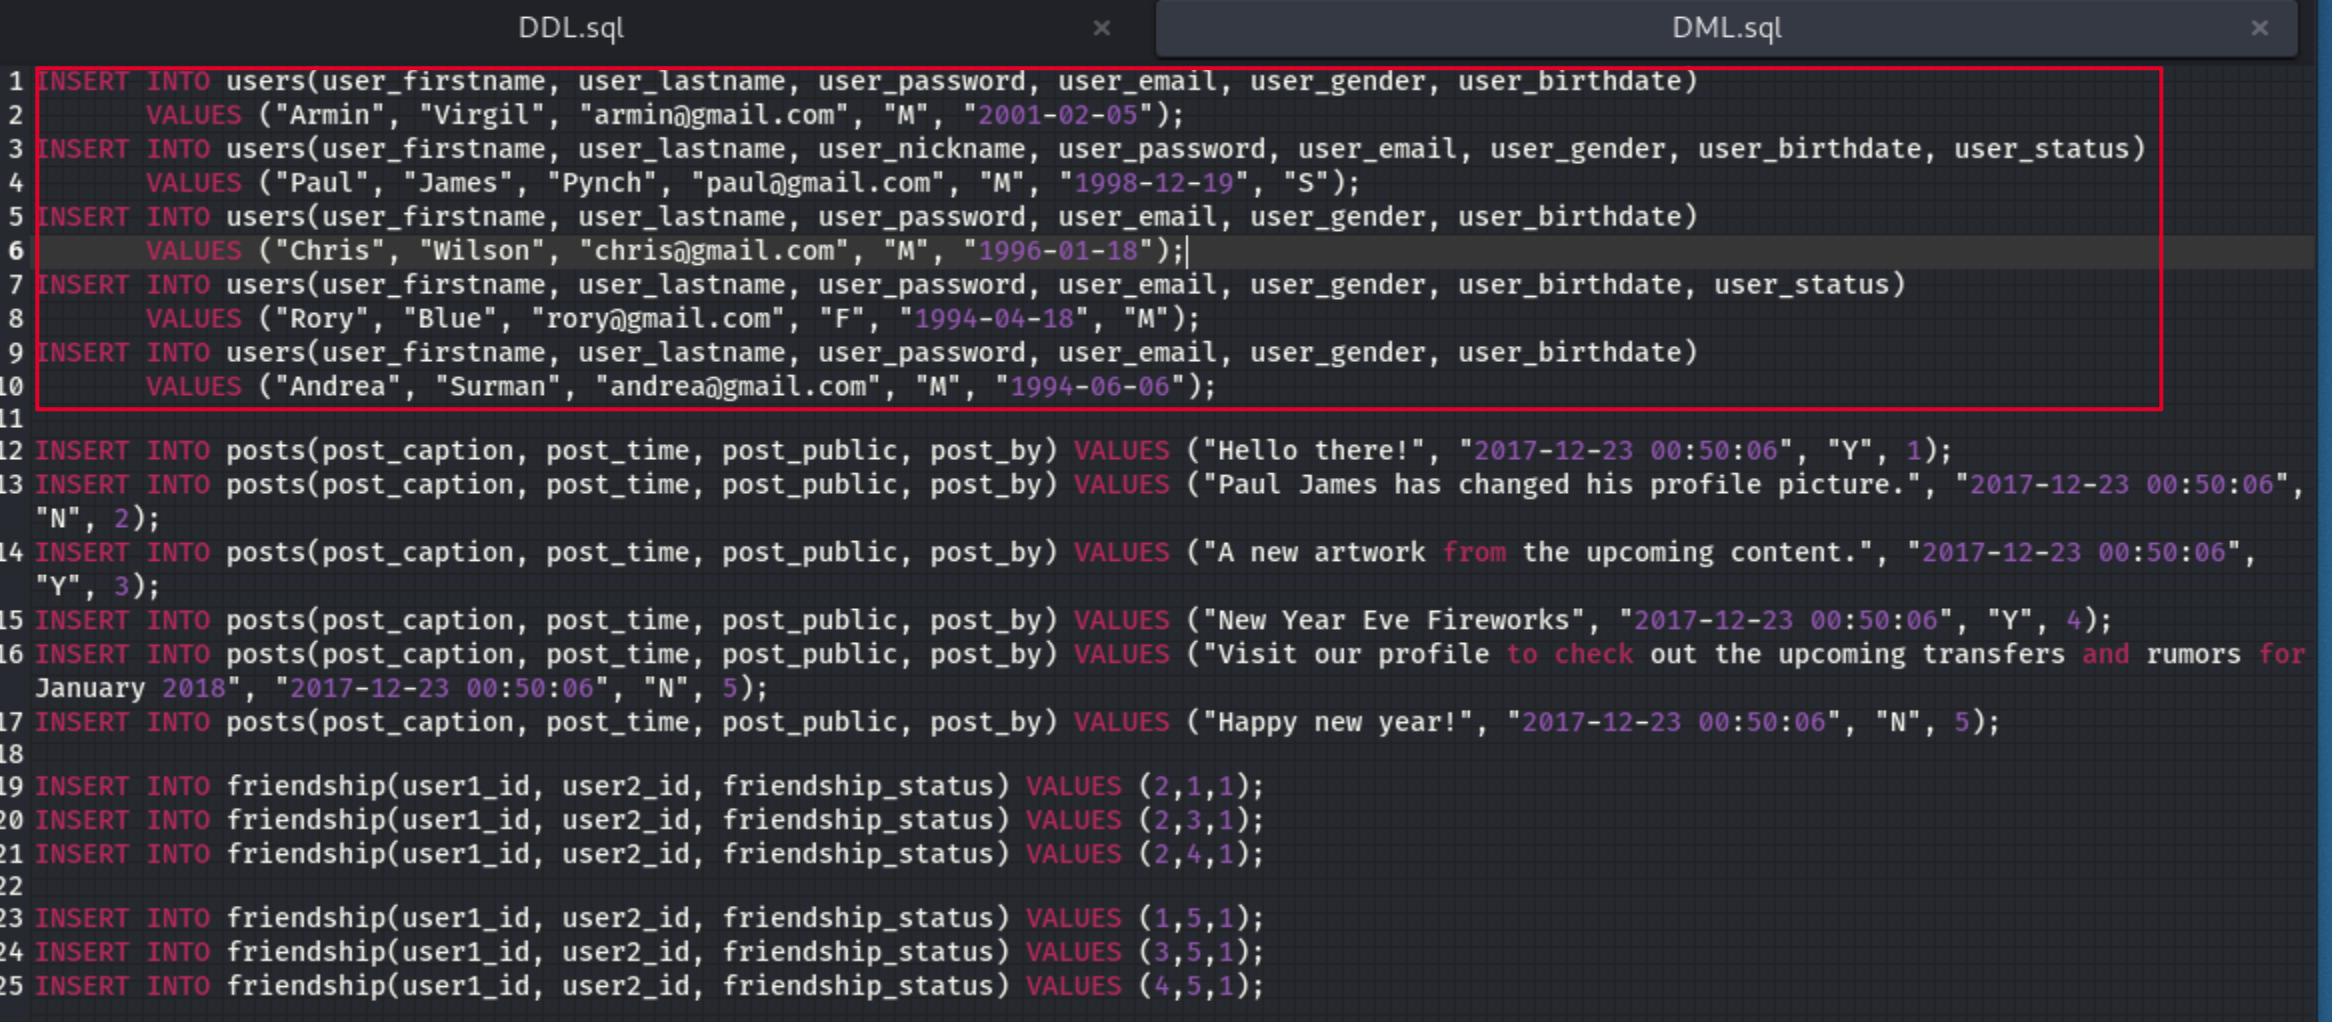 DDL.sql × DML.sql ×
1 INSERT INTO users(user_firstname, user_lastname, user_password, user_email, user_gender, user_birthdate)
2 VALUES ("Armin", "Virgil", "armin@gmail.com", "M", "2001-02-05");
3 INSERT INTO users(user_firstname, user_lastname, user_nickname, user_password, user_email, user_gender, user_birthdate, user_status)
4 VALUES ("Paul", "James", "Pynch", "paul@gmail.com", "M", "1998-12-19", "S");
5 INSERT INTO users(user_firstname, user_lastname, user_password, user_email, user_gender, user_birthdate)
6 VALUES ("Chris", "Wilson", "chris@gmail.com", "M", "1996-01-18");
7 INSERT INTO users(user_firstname, user_lastname, user_password, user_email, user_gender, user_birthdate, user_status)
8 VALUES ("Rory", "Blue", "rory@gmail.com", "F", "1994-04-18", "M");
9 INSERT INTO users(user_firstname, user_lastname, user_password, user_email, user_gender, user_birthdate)
10 VALUES ("Andrea", "Surman", "andrea@gmail.com", "M", "1994-06-06");
11
12 INSERT INTO posts(post_caption, post_time, post_public, post_by) VALUES ("Hello there!", "2017-12-23 00:50:06", "Y", 1);
13 INSERT INTO posts(post_caption, post_time, post_public, post_by) VALUES ("Paul James has changed his profile picture.", "2017-12-23 00:50:06",
"N", 2);
14 INSERT INTO posts(post_caption, post_time, post_public, post_by) VALUES ("A new artwork from the upcoming content.", "2017-12-23 00:50:06",
"Y", 3);
15 INSERT INTO posts(post_caption, post_time, post_public, post_by) VALUES ("New Year Eve Fireworks", "2017-12-23 00:50:06", "Y", 4);
16 INSERT INTO posts(post_caption, post_time, post_public, post_by) VALUES ("Visit our profile to check out the upcoming transfers and rumors for
January 2018", "2017-12-23 00:50:06", "N", 5);
17 INSERT INTO posts(post_caption, post_time, post_public, post_by) VALUES ("Happy new year!", "2017-12-23 00:50:06", "N", 5);
18
19 INSERT INTO friendship(user1_id, user2_id, friendship_status) VALUES (2,1,1);
20 INSERT INTO friendship(user1_id, user2_id, friendship_status) VALUES (2,3,1);
21 INSERT INTO friendship(user1_id, user2_id, friendship_status) VALUES (2,4,1);
22
23 INSERT INTO friendship(user1_id, user2_id, friendship_status) VALUES (1,5,1);
24 INSERT INTO friendship(user1_id, user2_id, friendship_status) VALUES (3,5,1);
25 INSERT INTO friendship(user1_id, user2_id, friendship_status) VALUES (4,5,1);